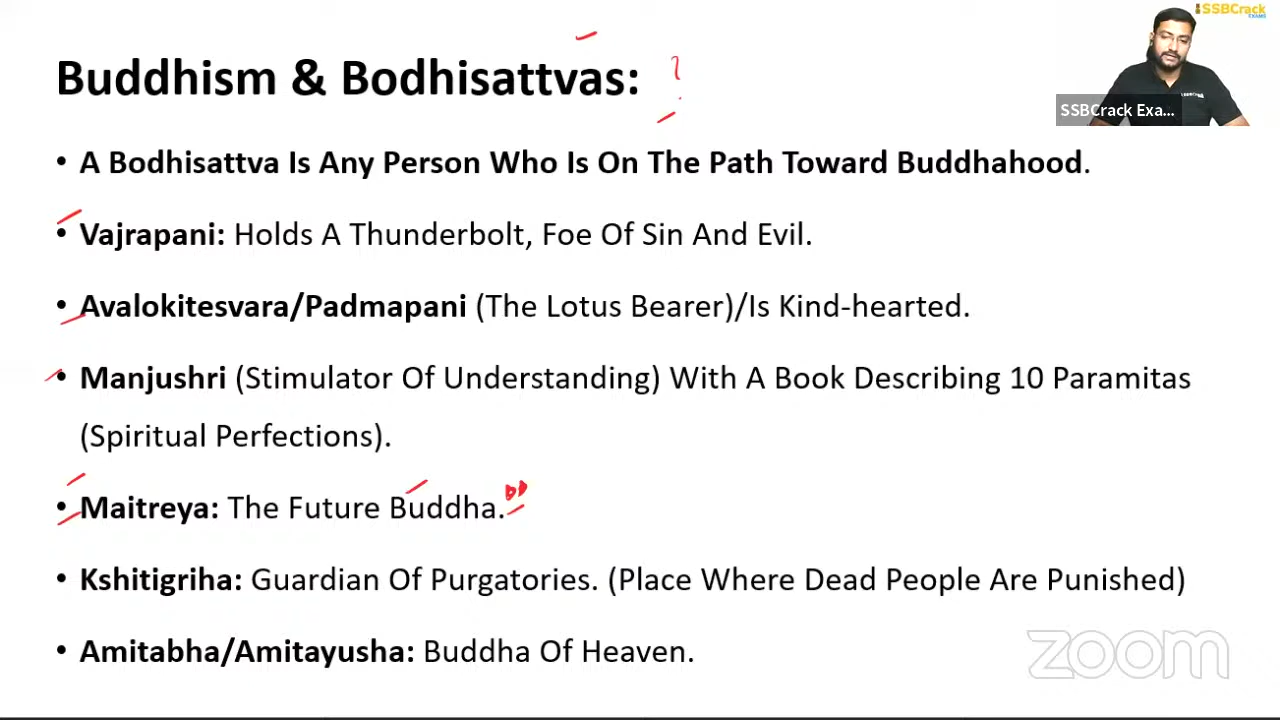 SSBCrack
EXAMS
Buddhism & Bodhisattvas: ?
SSBCrack Exa...
• A Bodhisattva Is Any Person Who Is On The Path Toward Buddhahood.
• Vajrapani: Holds A Thunderbolt, Foe Of Sin And Evil.
• Avalokitesvara/Padmapani (The Lotus Bearer)/Is Kind-hearted.
• Manjushri (Stimulator Of Understanding) With A Book Describing 10 Paramitas
(Spiritual Perfections).
• Maitreya: The Future Buddha.
• Kshitigriha: Guardian Of Purgatories. (Place Where Dead People Are Punished)
• Amitabha/Amitayusha: Buddha Of Heaven.
zoom